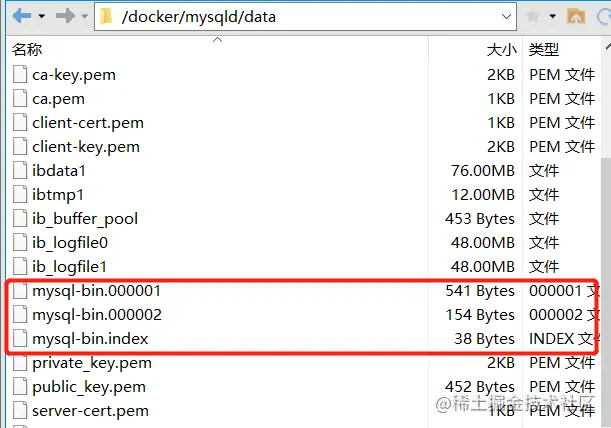 /docker/mysqld/data
名称 大小 类型
ca-key.pem 2KB PEM 文件
ca.pem 1KB PEM 文件
client-cert.pem 1KB PEM 文件
client-key.pem 2KB PEM 文件
ibdata1 76.00MB 文件
ibtmp1 12.00MB 文件
ib_buffer_pool 453 Bytes 文件
ib_logfile0 48.00MB 文件
ib_logfile1 48.00MB 文件
mysql-bin.000001 541 Bytes 000001 文
mysql-bin.000002 154 Bytes 000002 文
mysql-bin.index 38 Bytes INDEX 文件
private_key.pem 2KB PEM 文件
public_key.pem 452 Bytes PEM 文件
server-cert.pem 1KB PEM 文件
@稀土掘金技术社区